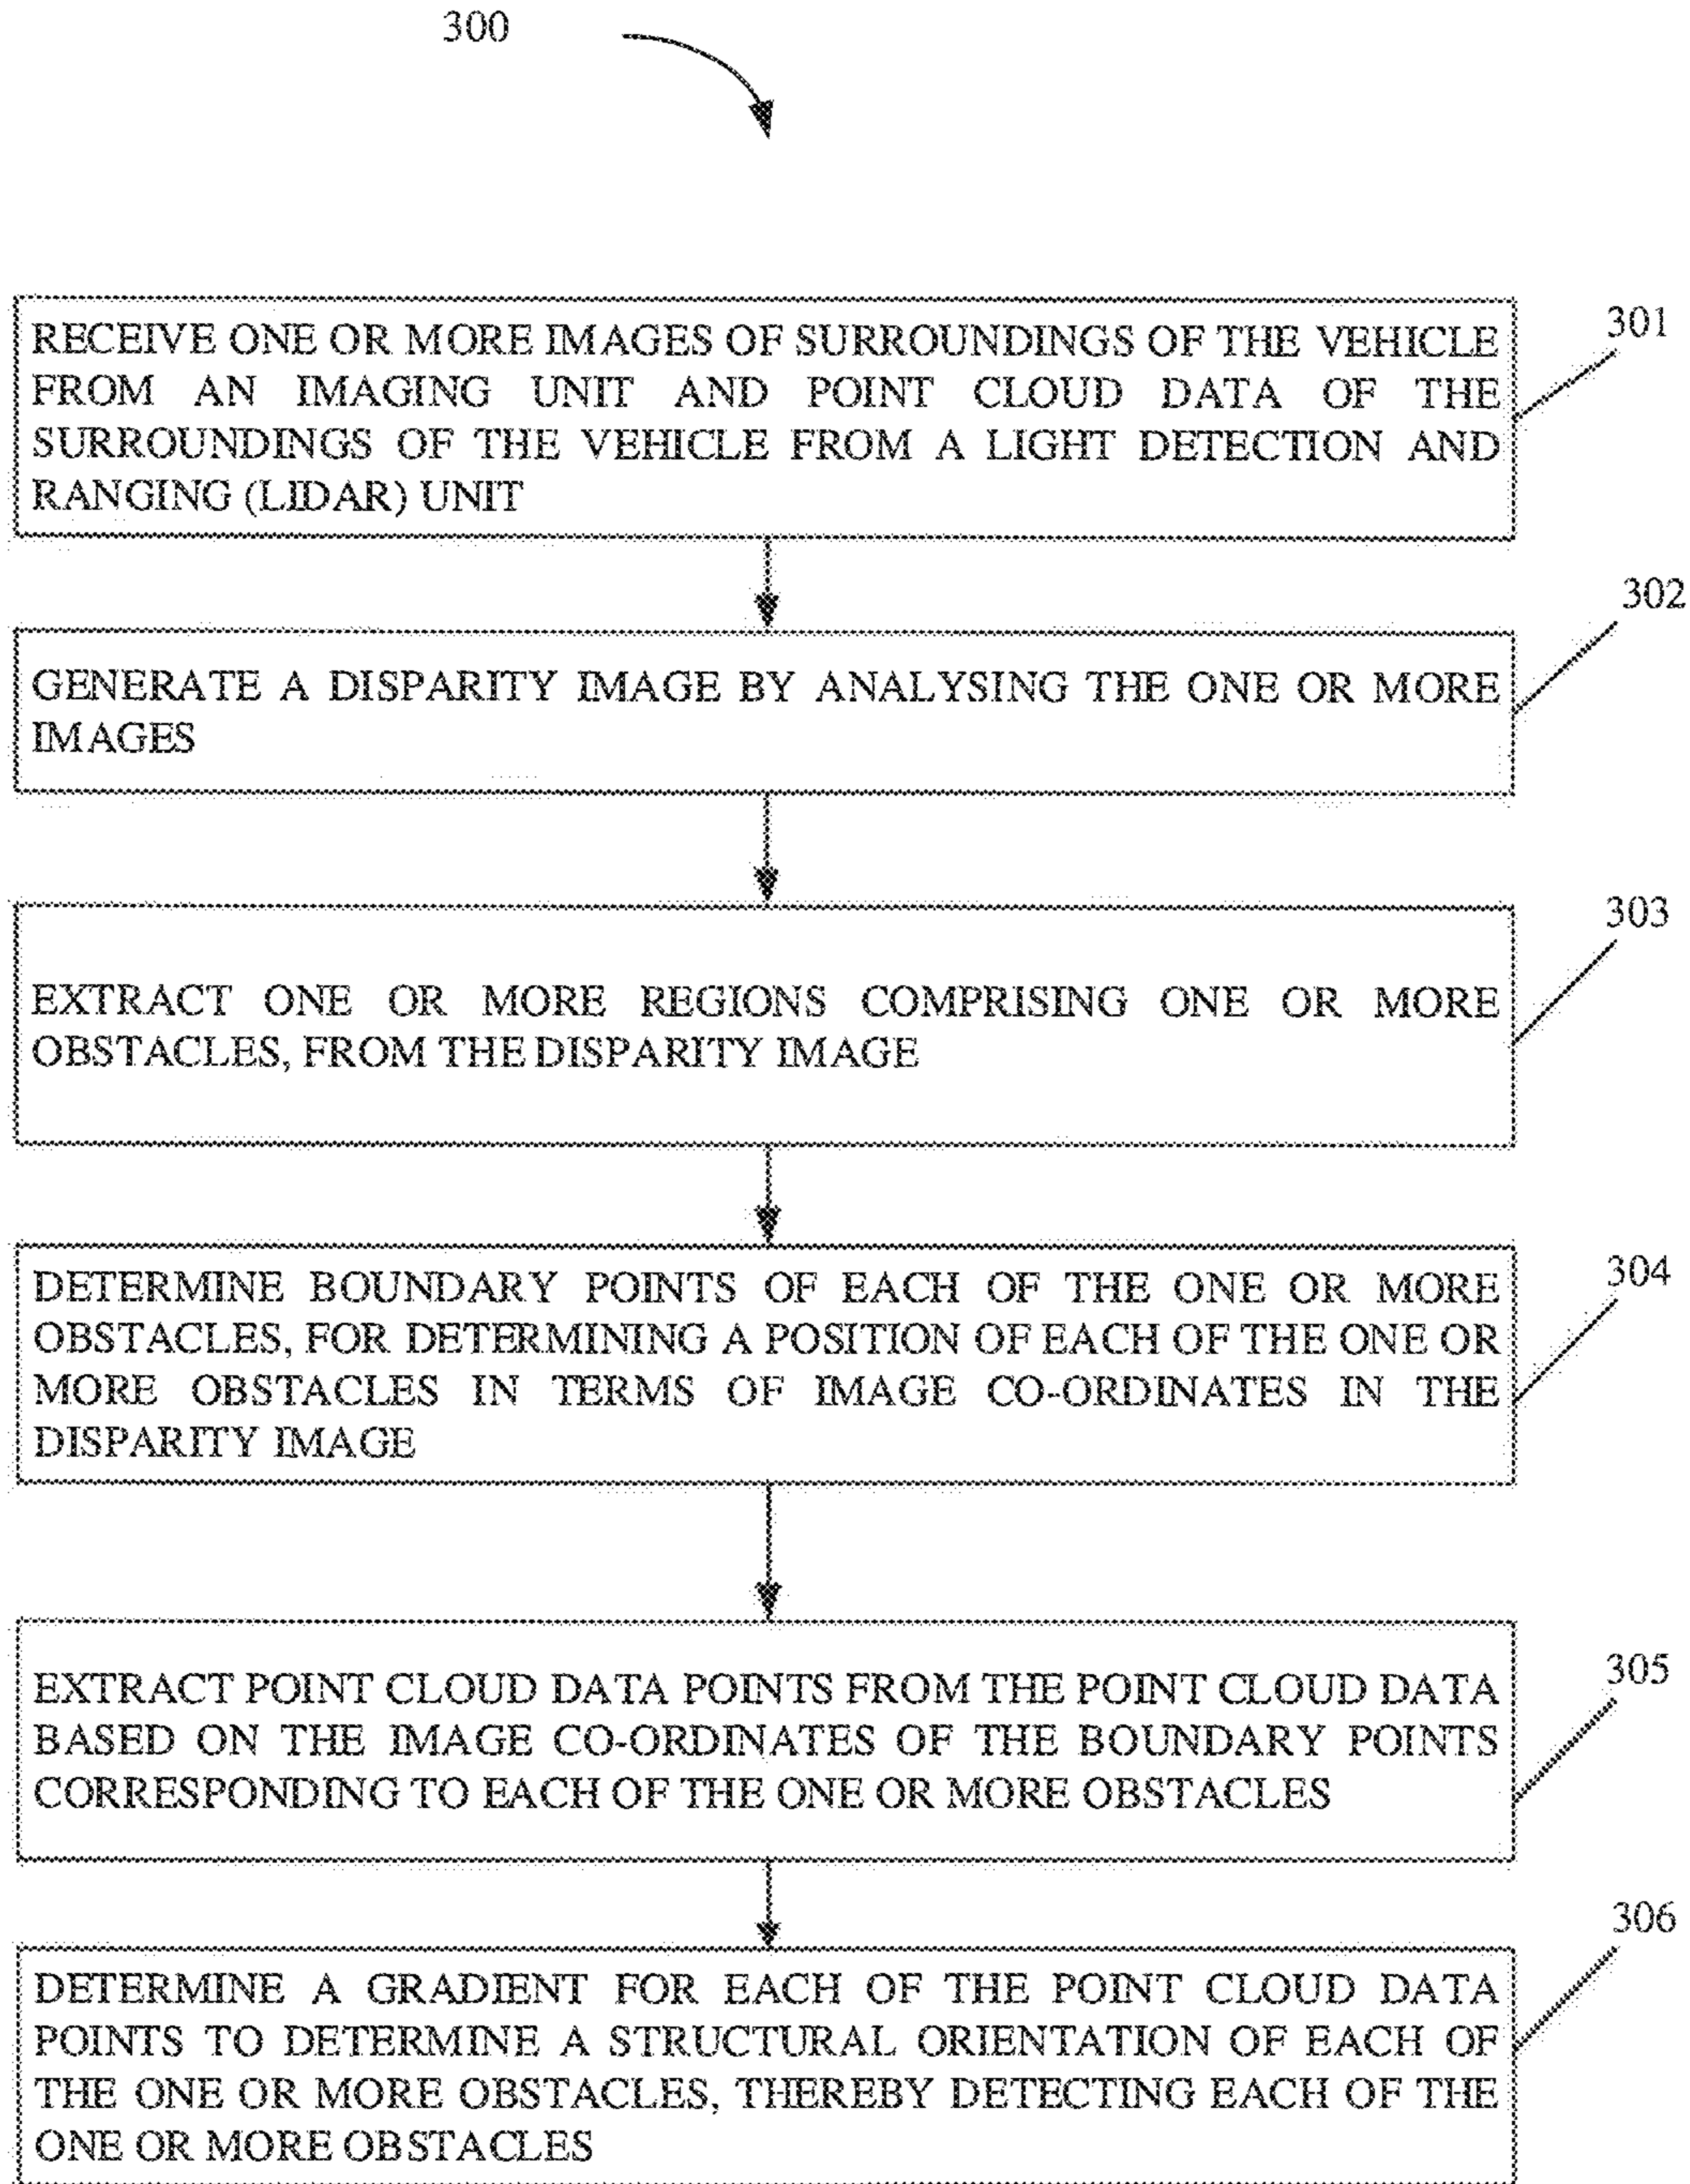 300
301
RECEIVE ONE OR MORE IMAGES OF SURROUNDINGS OF THE VEHICLE
FROM AN IMAGING UNIT AND POINT CLOUD DATA OF THE
SURROUNDINGS OF THE VEHICLE FROM A LIGHT DETECTION AND
RANGING (LIDAR) UNIT
302
GENERATE A DISPARITY IMAGE BY ANALYSING THE ONE OR MORE
IMAGES
303
EXTRACT ONE OR MORE REGIONS COMPRISING ONE OR MORE
OBSTACLES, FROM THE DISPARITY IMAGE
304
DETERMINE BOUNDARY POINTS OF EACH OF THE ONE OR MORE
OBSTACLES, FOR DETERMINING A POSITION OF EACH OF THE ONE OR
MORE OBSTACLES IN TERMS OF IMAGE CO-ORDINATES IN THE
DISPARITY IMAGE
305
EXTRACT POINT CLOUD DATA POINTS FROM THE POINT CLOUD DATA
BASED ON THE IMAGE CO-ORDINATES OF THE BOUNDARY POINTS
CORRESPONDING TO EACH OF THE ONE OR MORE OBSTACLES
306
DETERMINE A GRADIENT FOR EACH OF THE POINT CLOUD DATA
POINTS TO DETERMINE A STRUCTURAL ORIENTATION OF EACH OF
THE ONE OR MORE OBSTACLES, THEREBY DETECTING EACH OF THE
ONE OR MORE OBSTACLES